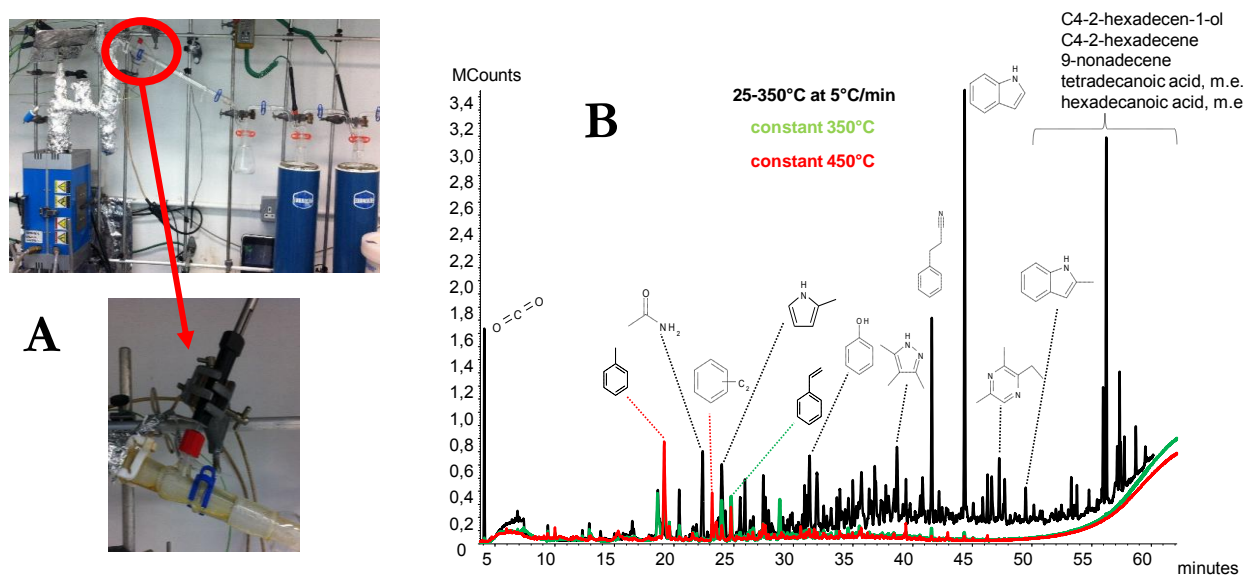 A
B
MCounts
3,4
3,2
3,0
2,8
2,6
2,4
2,2
2,0
1,8
1,6
1,4
1,2
1,0
0,8
0,6
0,4
0,2
0
25-350°C at 5°C/min
constant 350°C
constant 450°C
C4-2-hexadecen-1-ol
C4-2-hexadecene
9-nonadecene
tetradecanoic acid, m.e.
hexadecanoic acid, m.e
O C O
O
NH2
C2
H
N
OH
H
N
N
N
H
N
N
N
H
N
5 10 15 20 25 30 35 40 45 50 55 60
minutes